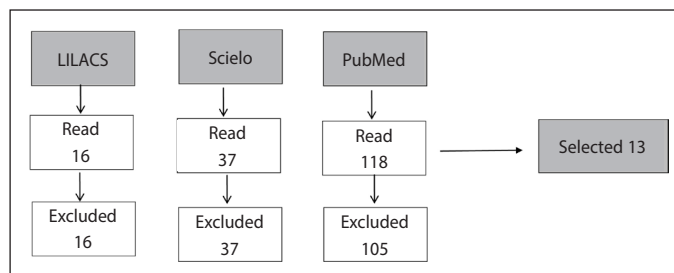 LILACS
Scielo
PubMed
Read
16
Read
37
Read
118
Selected 13
Excluded
16
Excluded
37
Excluded
105